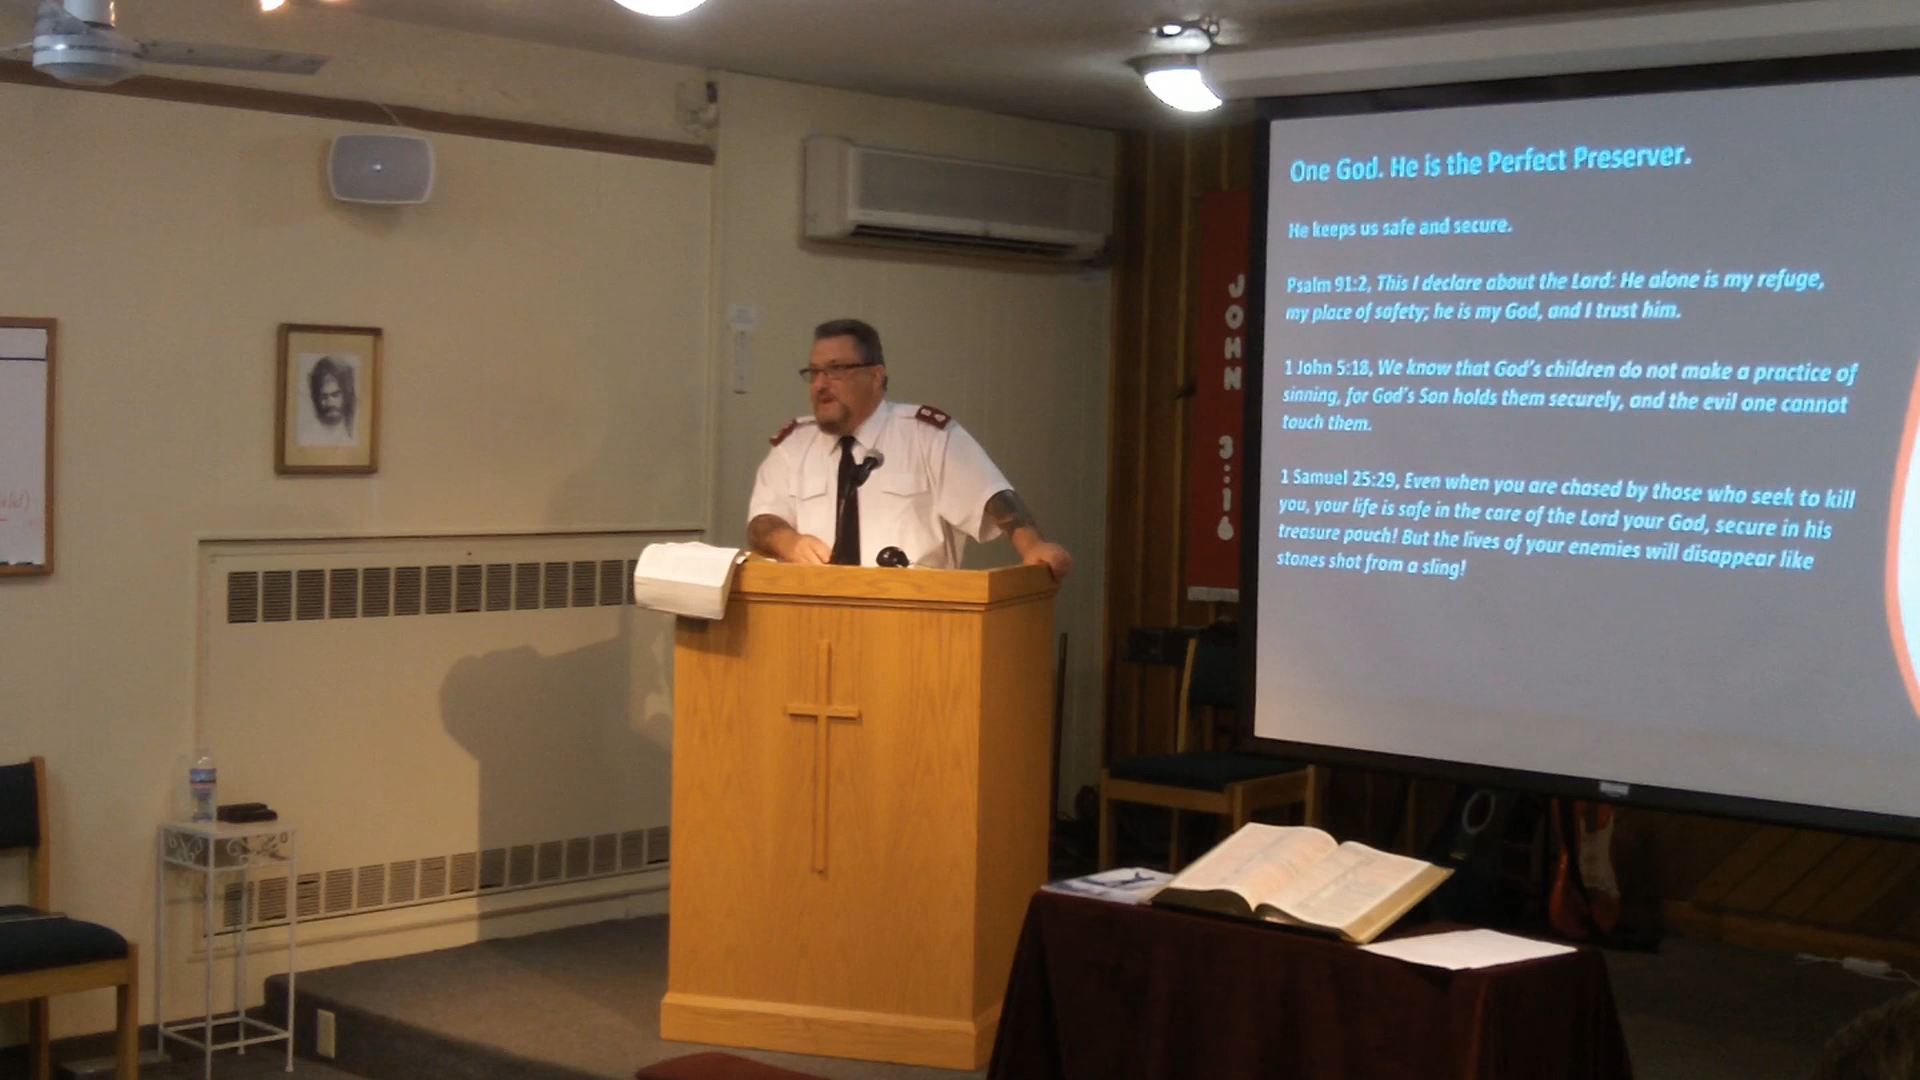 One God. He is the Perfect Preserver.
He keeps us safe and secure.
Psalm 91:2, This I declare about the Lord: He alone is my refuge,
my place of safety; he is my God, and I trust him.
1 John 5:18, We know that God's children do not make a practice of
sinning, for God's Son holds them securely, and the evil one cannot
touch them.
1 Samuel 25:29, Even when you are chased by those who seek to kill
you, your life is safe in the care of the Lord your God, secure in his
treasure pouch! But the lives of your enemies will disappear like
stones shot from a sling!
JOHN 3:16